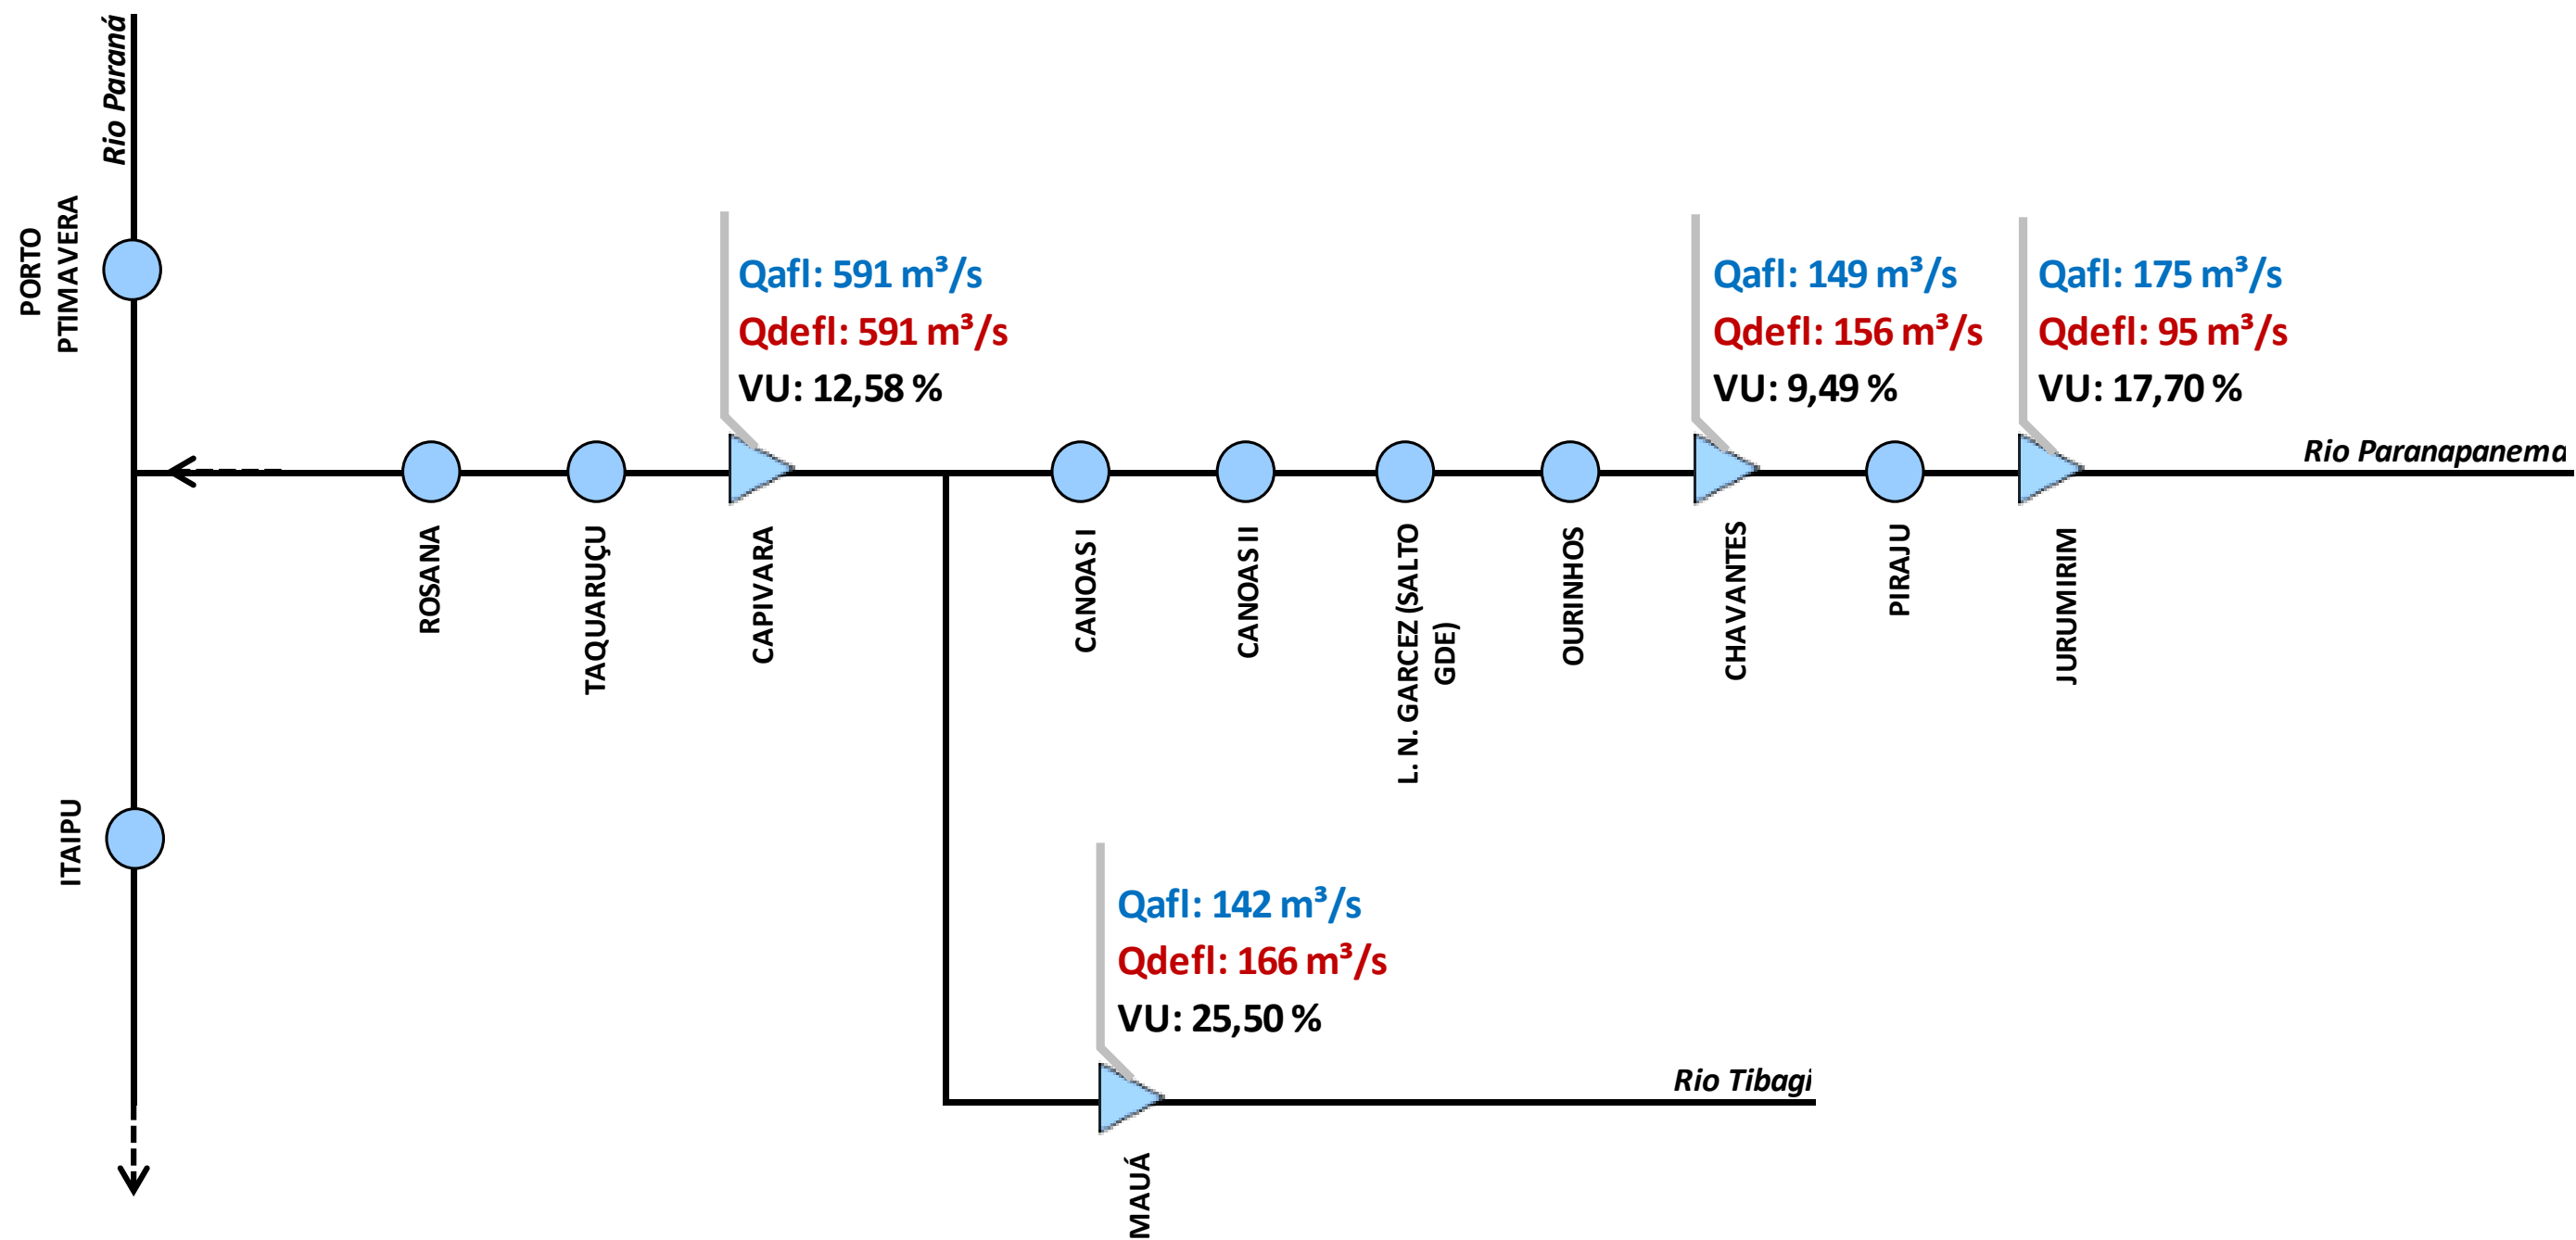 Rio Paraná
PORTO
PTIMAVERA
Qafl: 591 m³/s
Qdefl: 591 m³/s
VU: 12,58 %
Qafl: 149 m³/s
Qdefl: 156 m³/s
VU: 9,49 %
Qafl: 175 m³/s
Qdefl: 95 m³/s
VU: 17,70 %
Rio Paranapanema
ROSANA
TAQUARUÇU
CAPIVARA
CANOAS I
CANOAS II
L. N. GARCEZ (SALTO
GDE)
OURINHOS
CHAVANTES
PIRAJU
JURUMIRIM
ITAIPU
Qafl: 142 m³/s
Qdefl: 166 m³/s
VU: 25,50 %
Rio Tibagi
MAUÁ